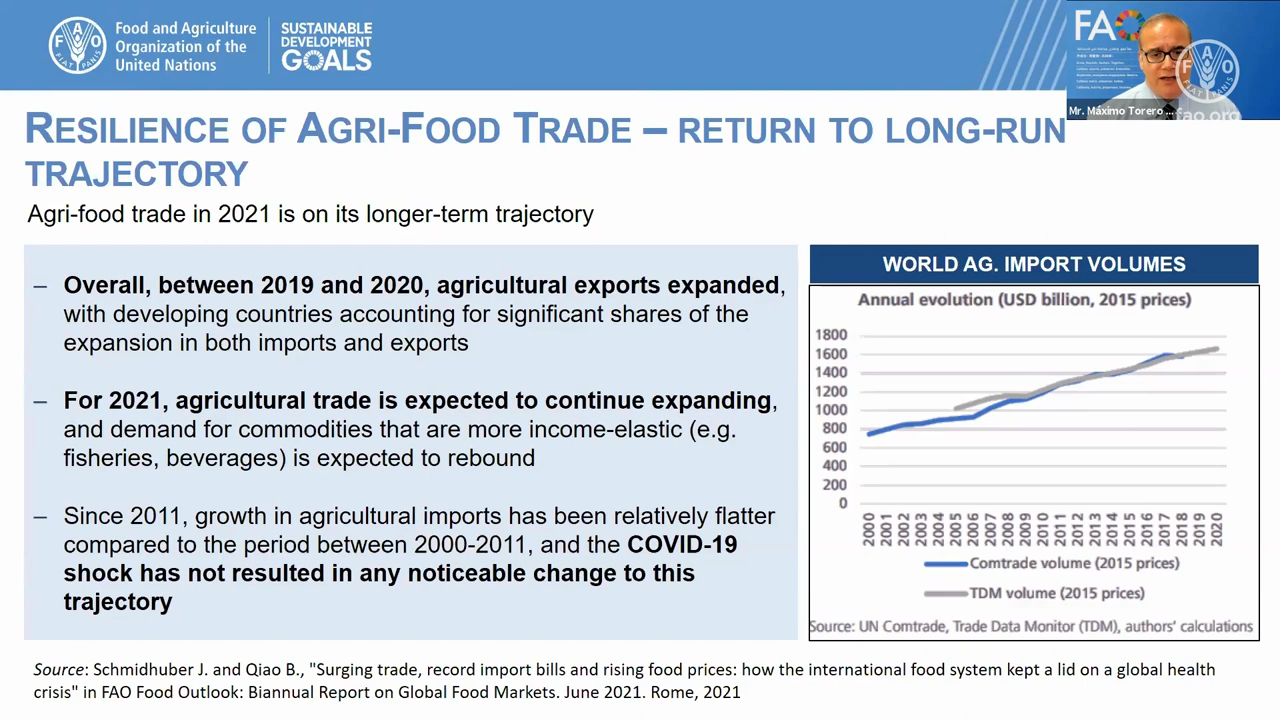 Food and Agriculture
Organization of the
United Nations
SUSTAINABLE
DEVELOPMENT
GOALS
FAO
Mr. Máximo Torero ...
fao.org
RESILIENCE OF AGRI-FOOD TRADE – RETURN TO LONG-RUN
TRAJECTORY
Agri-food trade in 2021 is on its longer-term trajectory
– Overall, between 2019 and 2020, agricultural exports expanded,
with developing countries accounting for significant shares of the
expansion in both imports and exports
– For 2021, agricultural trade is expected to continue expanding,
and demand for commodities that are more income-elastic (e.g.
fisheries, beverages) is expected to rebound
– Since 2011, growth in agricultural imports has been relatively flatter
compared to the period between 2000-2011, and the COVID-19
shock has not resulted in any noticeable change to this
trajectory
WORLD AG. IMPORT VOLUMES
Annual evolution (USD billion, 2015 prices)
1800
1600
1400
1200
1000
800
600
400
200
0
2000 2001 2002 2003 2004 2005 2006 2007 2008 2009 2010 2011 2012 2013 2014 2015 2016 2017 2018 2019 2020
Comtrade volume (2015 prices)
TDM volume (2015 prices)
Source: UN Comtrade, Trade Data Monitor (TDM), authors' calculations
Source: Schmidhuber J. and Qiao B., "Surging trade, record import bills and rising food prices: how the international food system kept a lid on a global health
crisis" in FAO Food Outlook: Biannual Report on Global Food Markets. June 2021. Rome, 2021